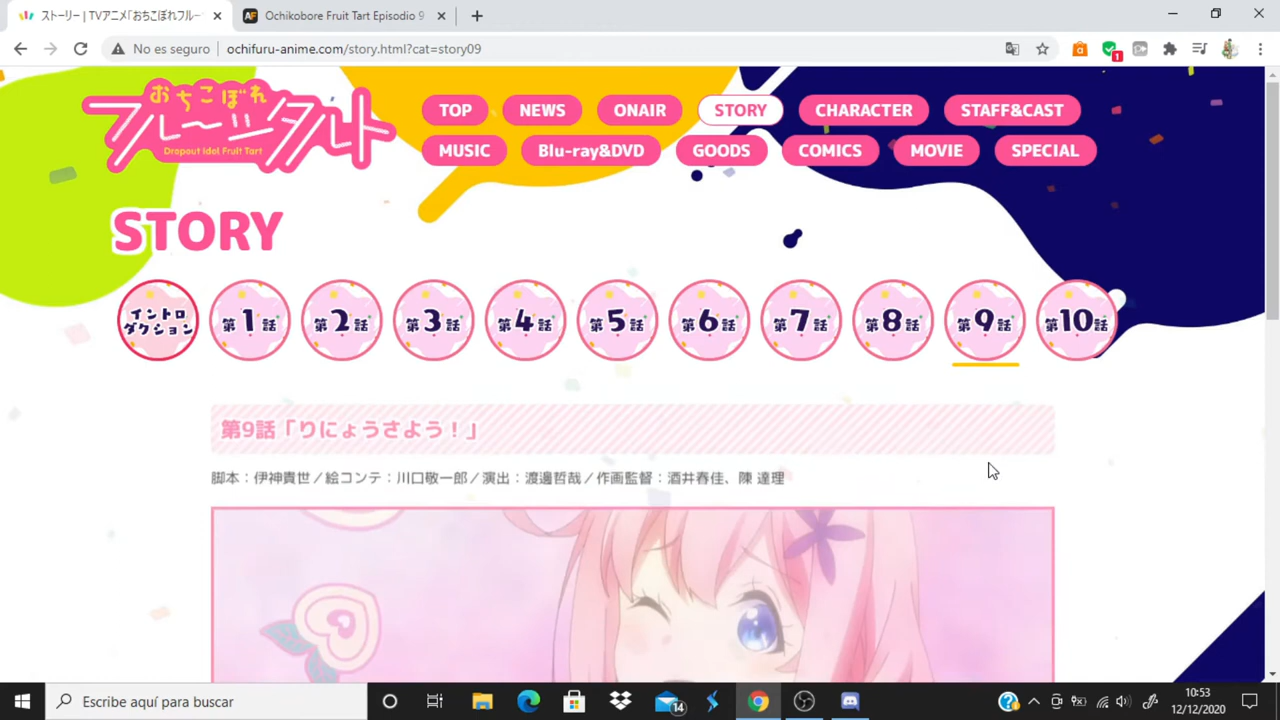 ストーリー | TVアニメ「おちこぼれフルー
Ochikobore Fruit Tart Episodio 9
No es seguro
ochifuru-anime.com/story.html?cat=story09
1
おちこぼれ
フルーツタルト
Dropout Idol Fruit Tart
TOP
NEWS
ONAIR
STORY
CHARACTER
STAFF&CAST
MUSIC
Blu-ray&DVD
GOODS
COMICS
MOVIE
SPECIAL
STORY
イントロ
ダクション
第1話
第2話
第3話
第4話
第5話
第6話
第7話
第8話
第9話
第10話
第9話「りにょうさよう！」
脚本：伊神貴世／絵コンテ：川口敬一郎／演出：渡邊哲哉／作画監督：酒井春佳、陳 達理
Escribe aquí para buscar
14
10:53
12/12/2020